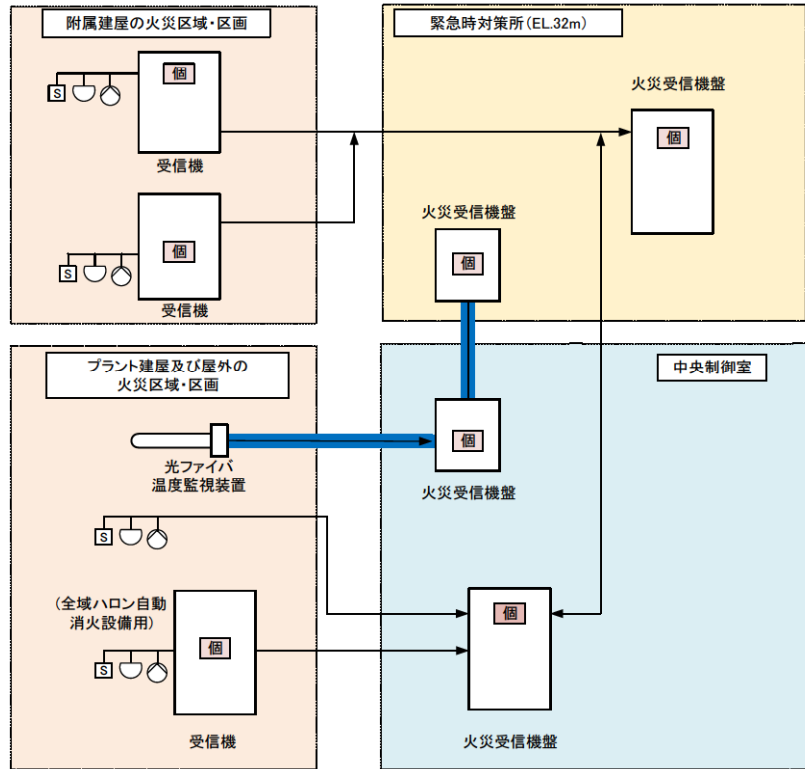 附属建屋の火災区域・区画
個
S
受信機
個
S
受信機
緊急時対策所(EL.32m)
火災受信機盤
個
火災受信機盤
個
プラント建屋及び屋外の
火災区域・区画
光ファイバ
温度監視装置
S
(全域ハロン自動
消火設備用)
個
S
受信機
中央制御室
個
火災受信機盤
個
火災受信機盤